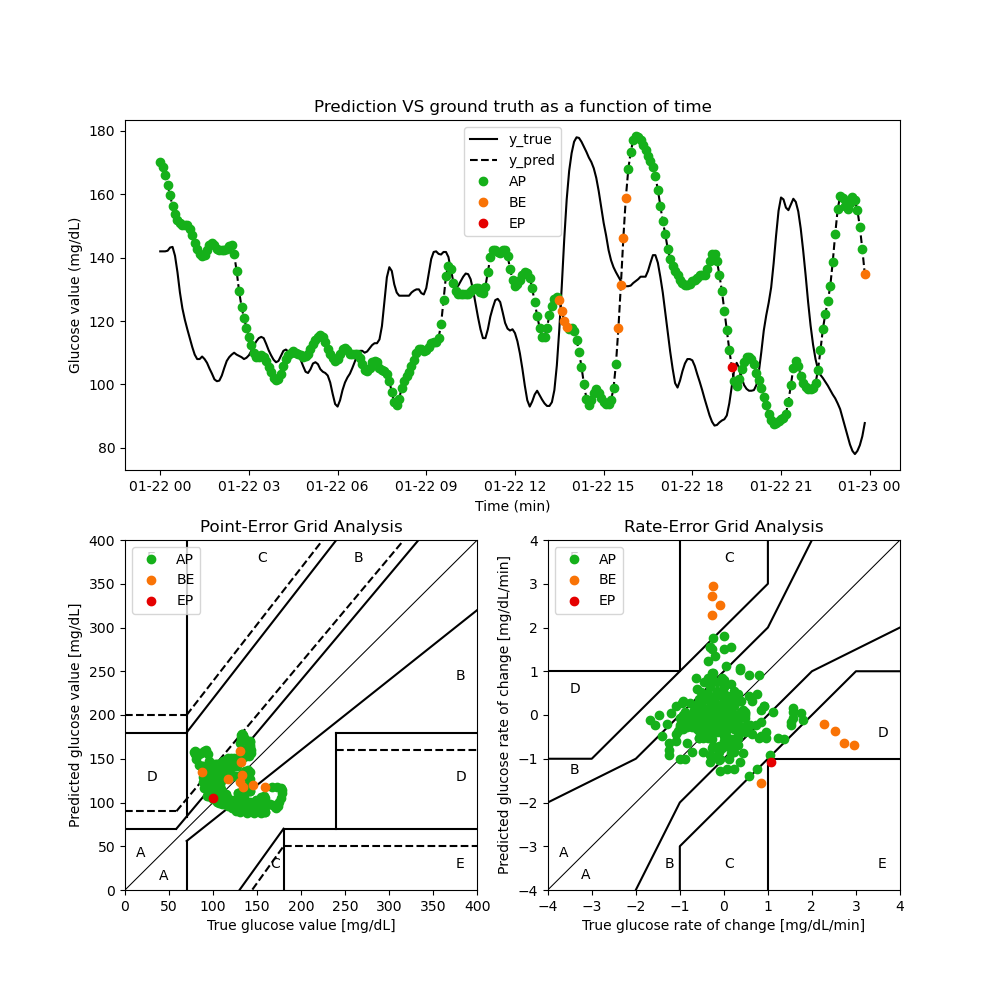 Prediction VS ground truth as a function of time
Glucose value (mg/dL)
180
160
140
120
100
80
y_true
y_pred
AP
BE
EP
01-22 00 01-22 03 01-22 06 01-22 09 01-22 12 01-22 15 01-22 18 01-22 21 01-23 00
Time (min)
Point-Error Grid Analysis
Predicted glucose value [mg/dL]
400
350
300
250
200
150
100
50
0
AP
BE
EP
C
B
B
D
D
A
A
C
E
0 50 100 150 200 250 300 350 400
True glucose value [mg/dL]
Rate-Error Grid Analysis
Predicted glucose rate of change [mg/dL/min]
4
3
2
1
0
−1
−2
−3
−4
AP
BE
EP
C
D
D
B
A
A
B
C
E
−4 −3 −2 −1 0 1 2 3 4
True glucose rate of change [mg/dL/min]